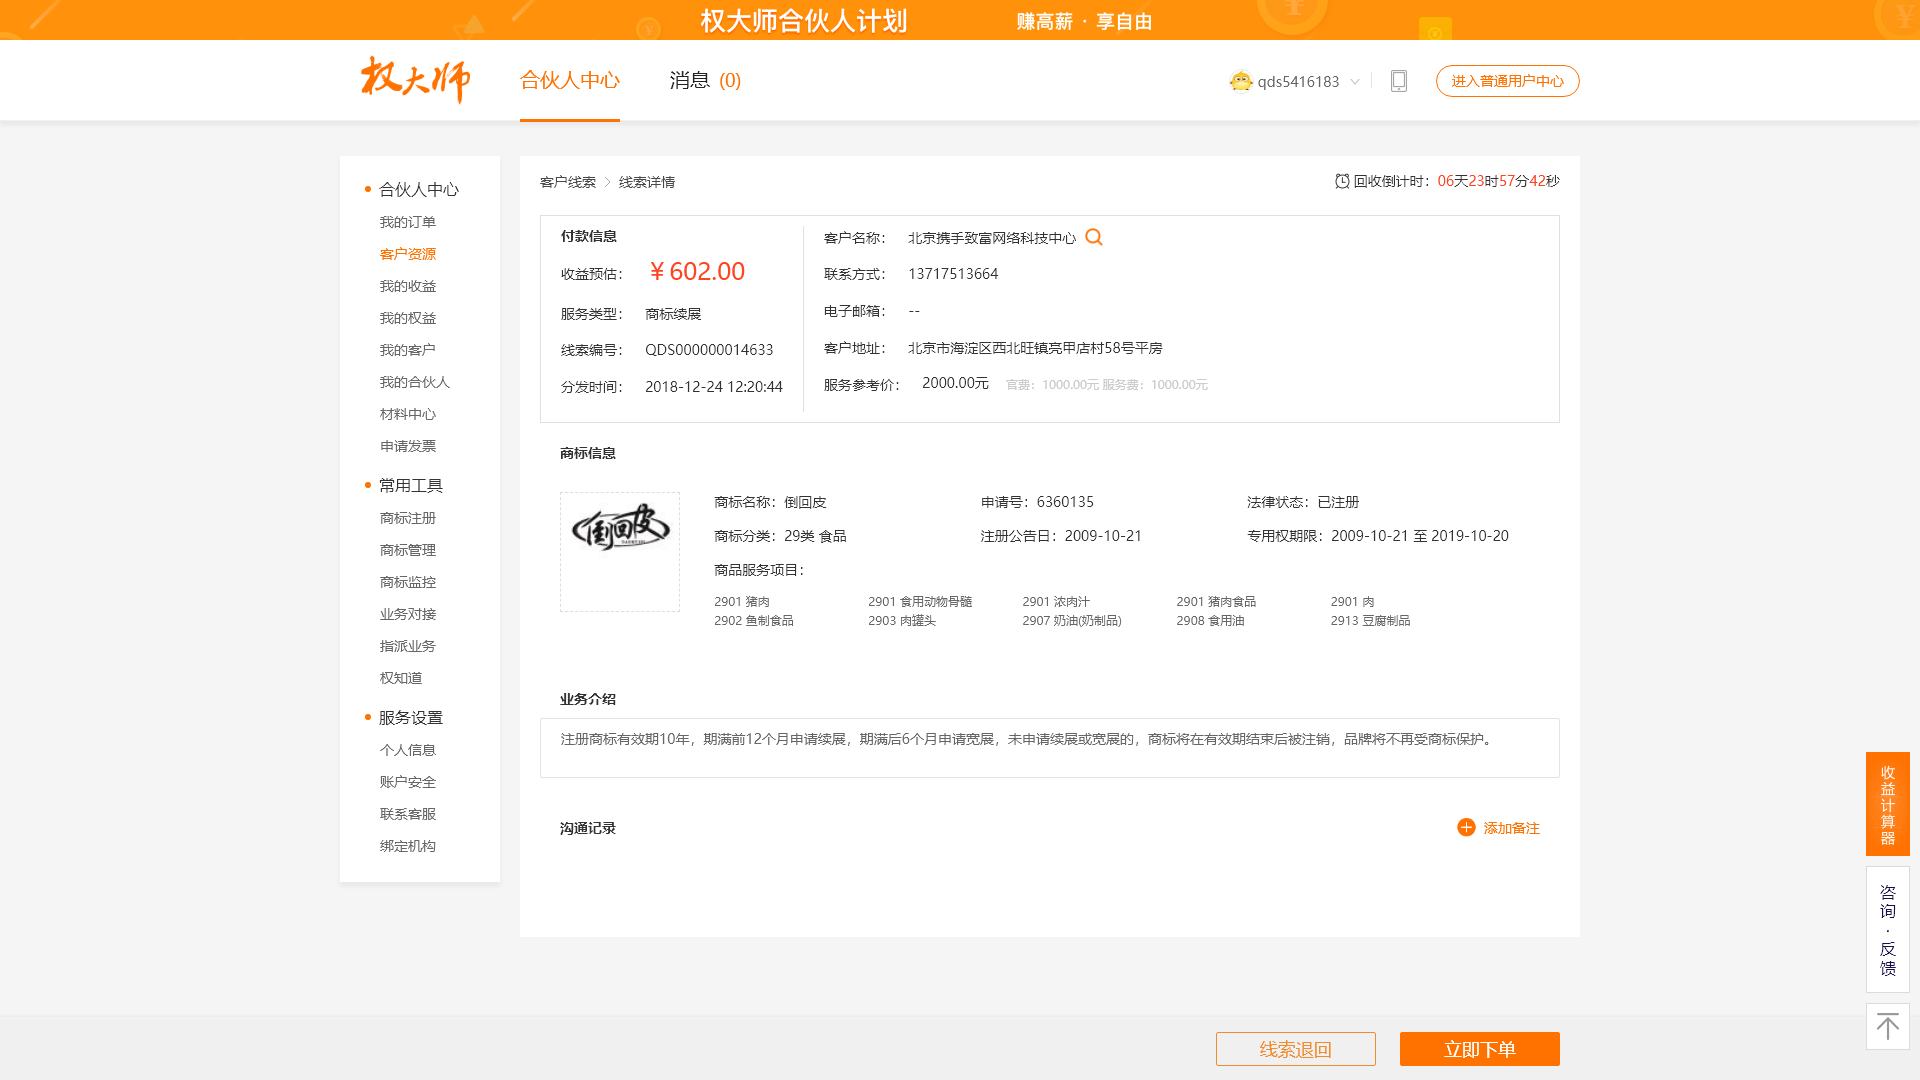 权大师合伙人计划 赚高薪 · 享自由
权大师 合伙人中心 消息 (0) qds5416183 进入普通用户中心
合伙人中心
我的订单
客户资源
我的收益
我的权益
我的客户
我的合伙人
材料中心
申请发票
常用工具
商标注册
商标管理
商标监控
业务对接
指派业务
权知道
服务设置
个人信息
账户安全
联系客服
绑定机构
客户线索 > 线索详情 回收倒计时：06天23时57分42秒
付款信息
收益预估： ￥602.00
服务类型： 商标续展
线索编号： QDS000000014633
分发时间： 2018-12-24 12:20:44
客户名称： 北京携手致富网络科技中心
联系方式： 13717513664
电子邮箱： --
客户地址： 北京市海淀区西北旺镇亮甲店村58号平房
服务参考价： 2000.00元 官费：1000.00元 服务费：1000.00元
商标信息
倒回皮
商标名称：倒回皮 申请号：6360135 法律状态：已注册
商标分类：29类 食品 注册公告日：2009-10-21 专用权期限：2009-10-21 至 2019-10-20
商品服务项目：
2901 猪肉 2901 食用动物骨髓 2901 浓肉汁 2901 猪肉食品 2901 肉
2902 鱼制食品 2903 肉罐头 2907 奶油(奶制品) 2908 食用油 2913 豆腐制品
业务介绍
注册商标有效期10年，期满前12个月申请续展，期满后6个月申请宽展，未申请续展或宽展的，商标将在有效期结束后被注销，品牌将不再受商标保护。
沟通记录 添加备注
收益计算器
咨询·反馈
线索退回 立即下单